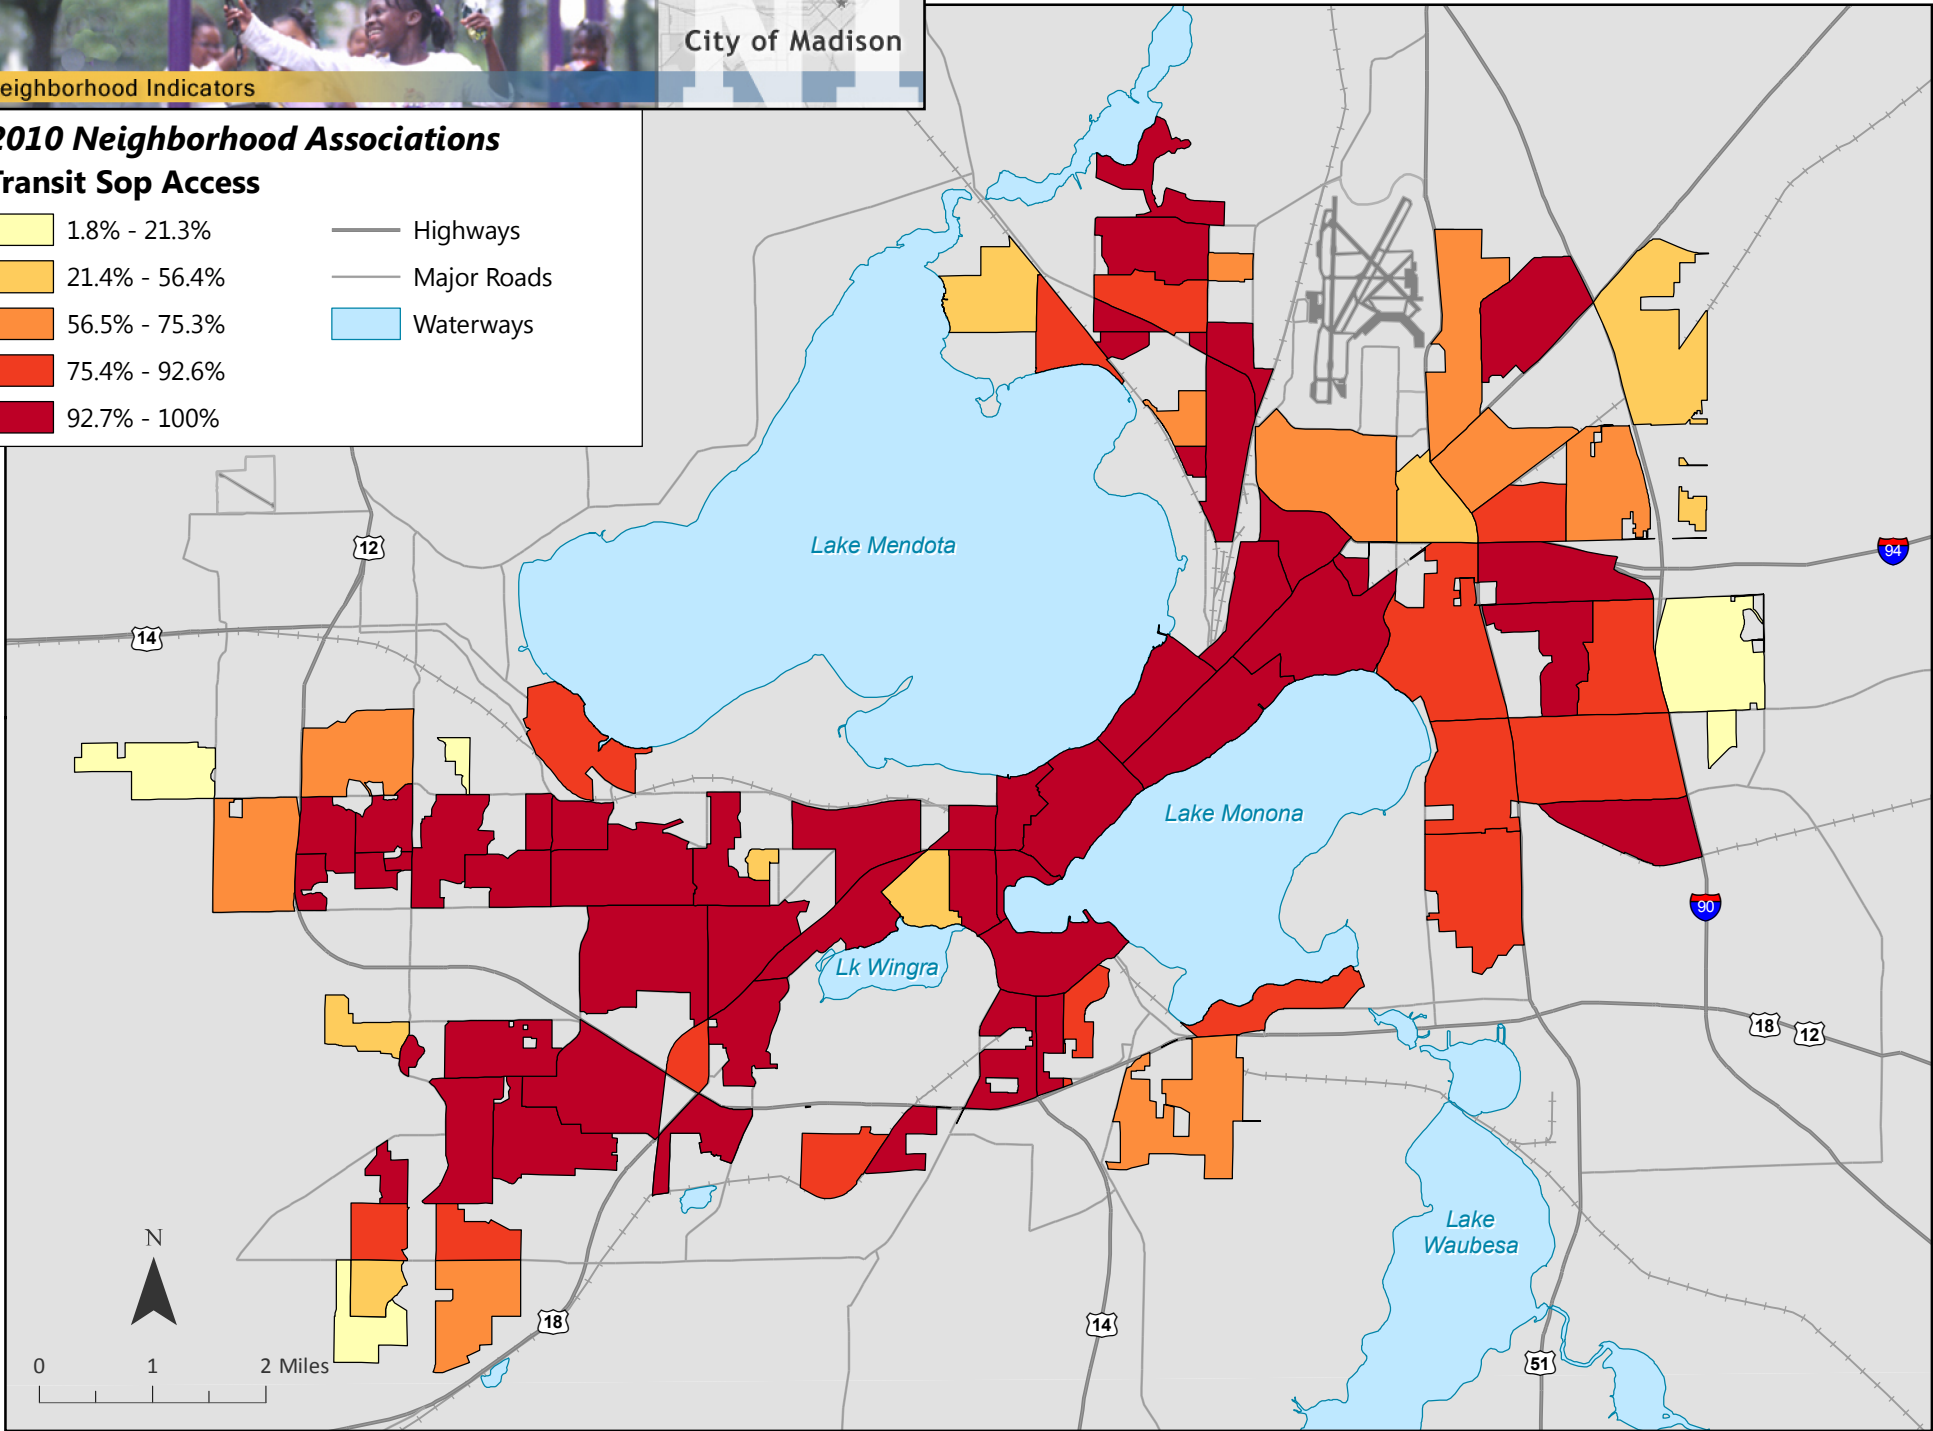 City of Madison
eighborhood Indicators
2010 Neighborhood Associations
Transit Sop Access
1.8% - 21.3%
21.4% - 56.4%
56.5% - 75.3%
75.4% - 92.6%
92.7% - 100%
Highways
Major Roads
Waterways
12
14
94
Lake Mendota
Lake Monona
90
Lk Wingra
18
12
Lake
Waubesa
N
18
14
51
0 1 2 Miles